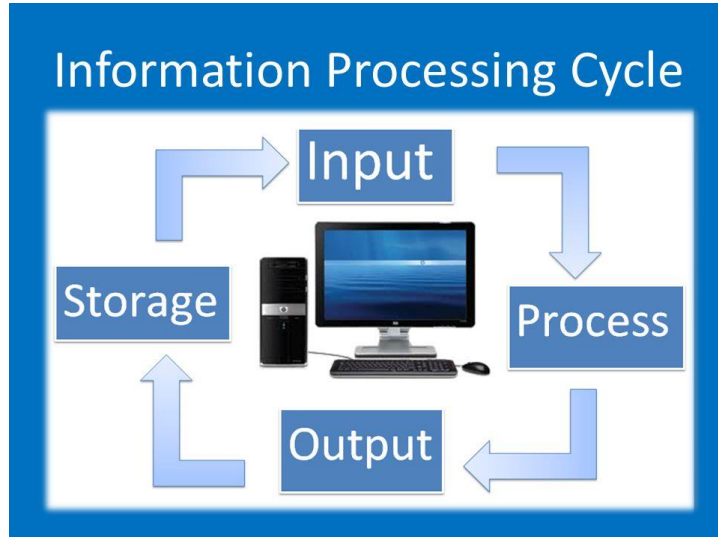 Information Processing Cycle
Input
Process
Output
Storage